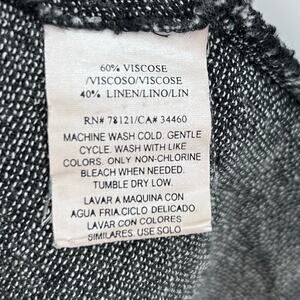 60% VISCOSE
/VISCOSO/VISCOSE
40% LINEN/LINO/LIN
RN# 78121/CA# 34460
MACHINE WASH COLD. GENTLE
CYCLE. WASH WITH LIKE
COLORS. ONLY NON-CHLORINE
BLEACH WHEN NEEDED.
TUMBLE DRY LOW.
LAVAR A MAQUINA CON
AGUA FRIA.CICLO DELICADO.
LAVAR CON COLORES
SIMILARES. USE SOLO